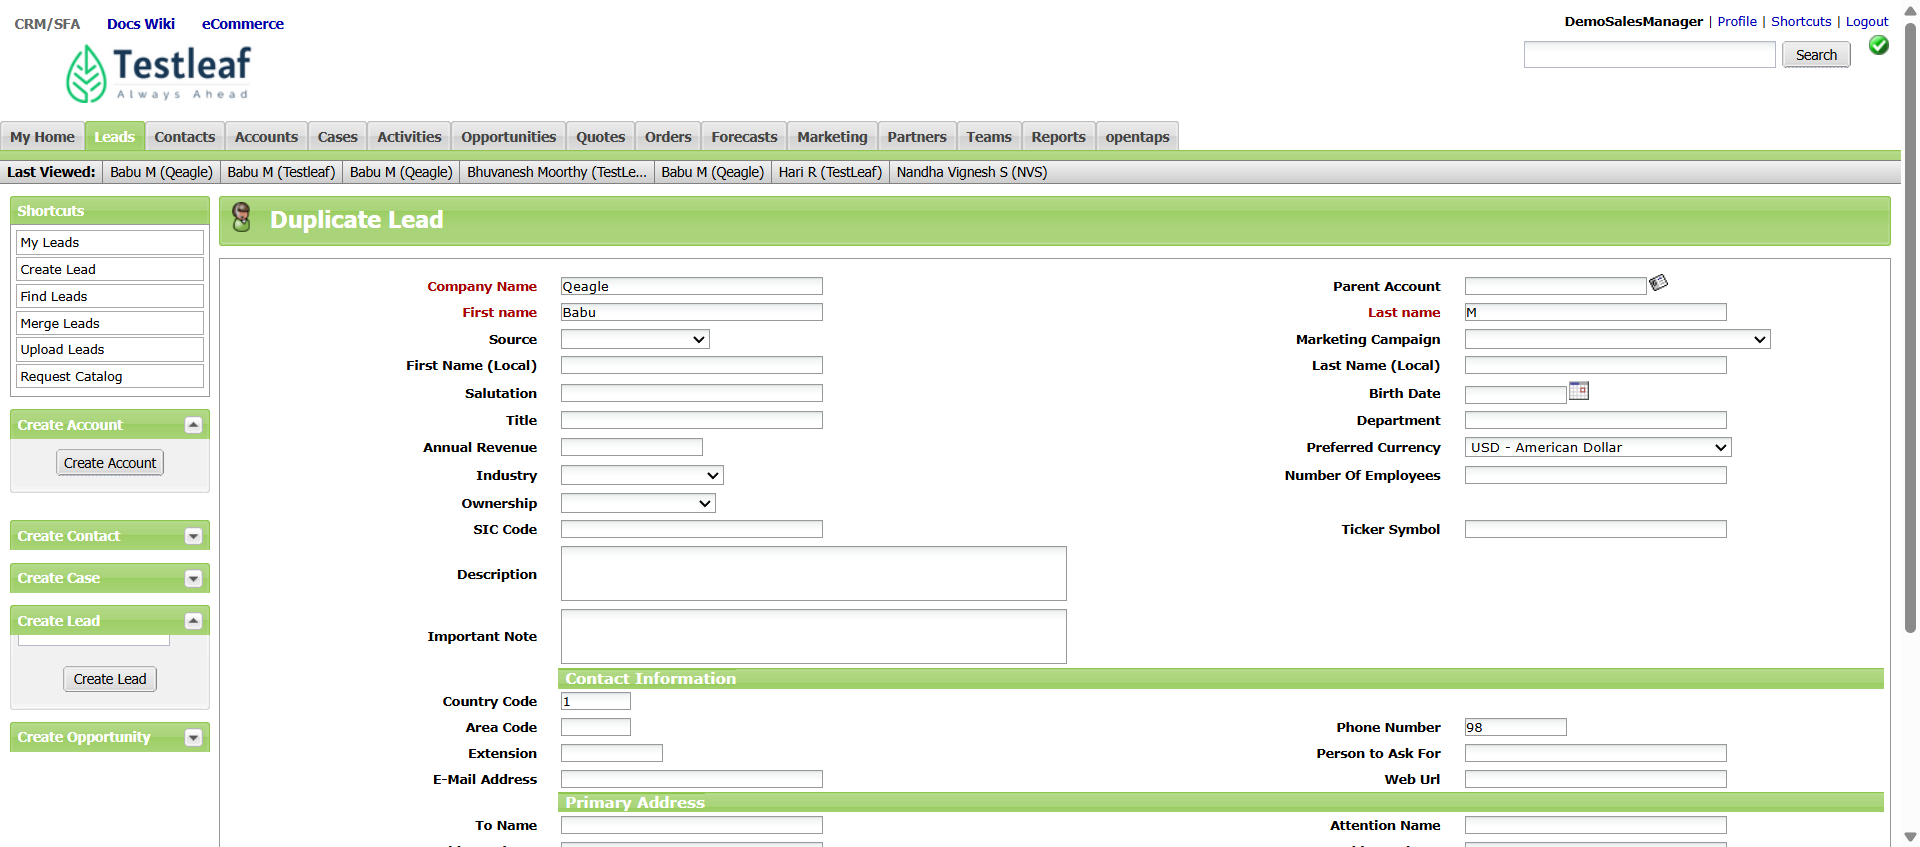 CRM/SFA Docs Wiki eCommerce
DemoSalesManager | Profile | Shortcuts | Logout
Testleaf
Always Ahead
Search
My Home Leads Contacts Accounts Cases Activities Opportunities Quotes Orders Forecasts Marketing Partners Teams Reports opentaps
Last Viewed: Babu M (Qeagle) Babu M (Testleaf) Babu M (Qeagle) Bhuvanesh Moorthy (TestLe... Babu M (Qeagle) Hari R (TestLeaf) Nandha Vignesh S (NVS)
Shortcuts
My Leads
Create Lead
Find Leads
Merge Leads
Upload Leads
Request Catalog
Create Account
Create Account
Create Contact
Create Case
Create Lead
Create Lead
Create Opportunity
Duplicate Lead
Company Name Qeagle Parent Account
First name Babu Last name M
Source Marketing Campaign
First Name (Local) Last Name (Local)
Salutation Birth Date
Title Department
Annual Revenue Preferred Currency USD - American Dollar
Industry Number Of Employees
Ownership
SIC Code Ticker Symbol
Description
Important Note
Contact Information
Country Code 1
Area Code Phone Number 98
Extension Person to Ask For
E-Mail Address Web Url
Primary Address
To Name Attention Name